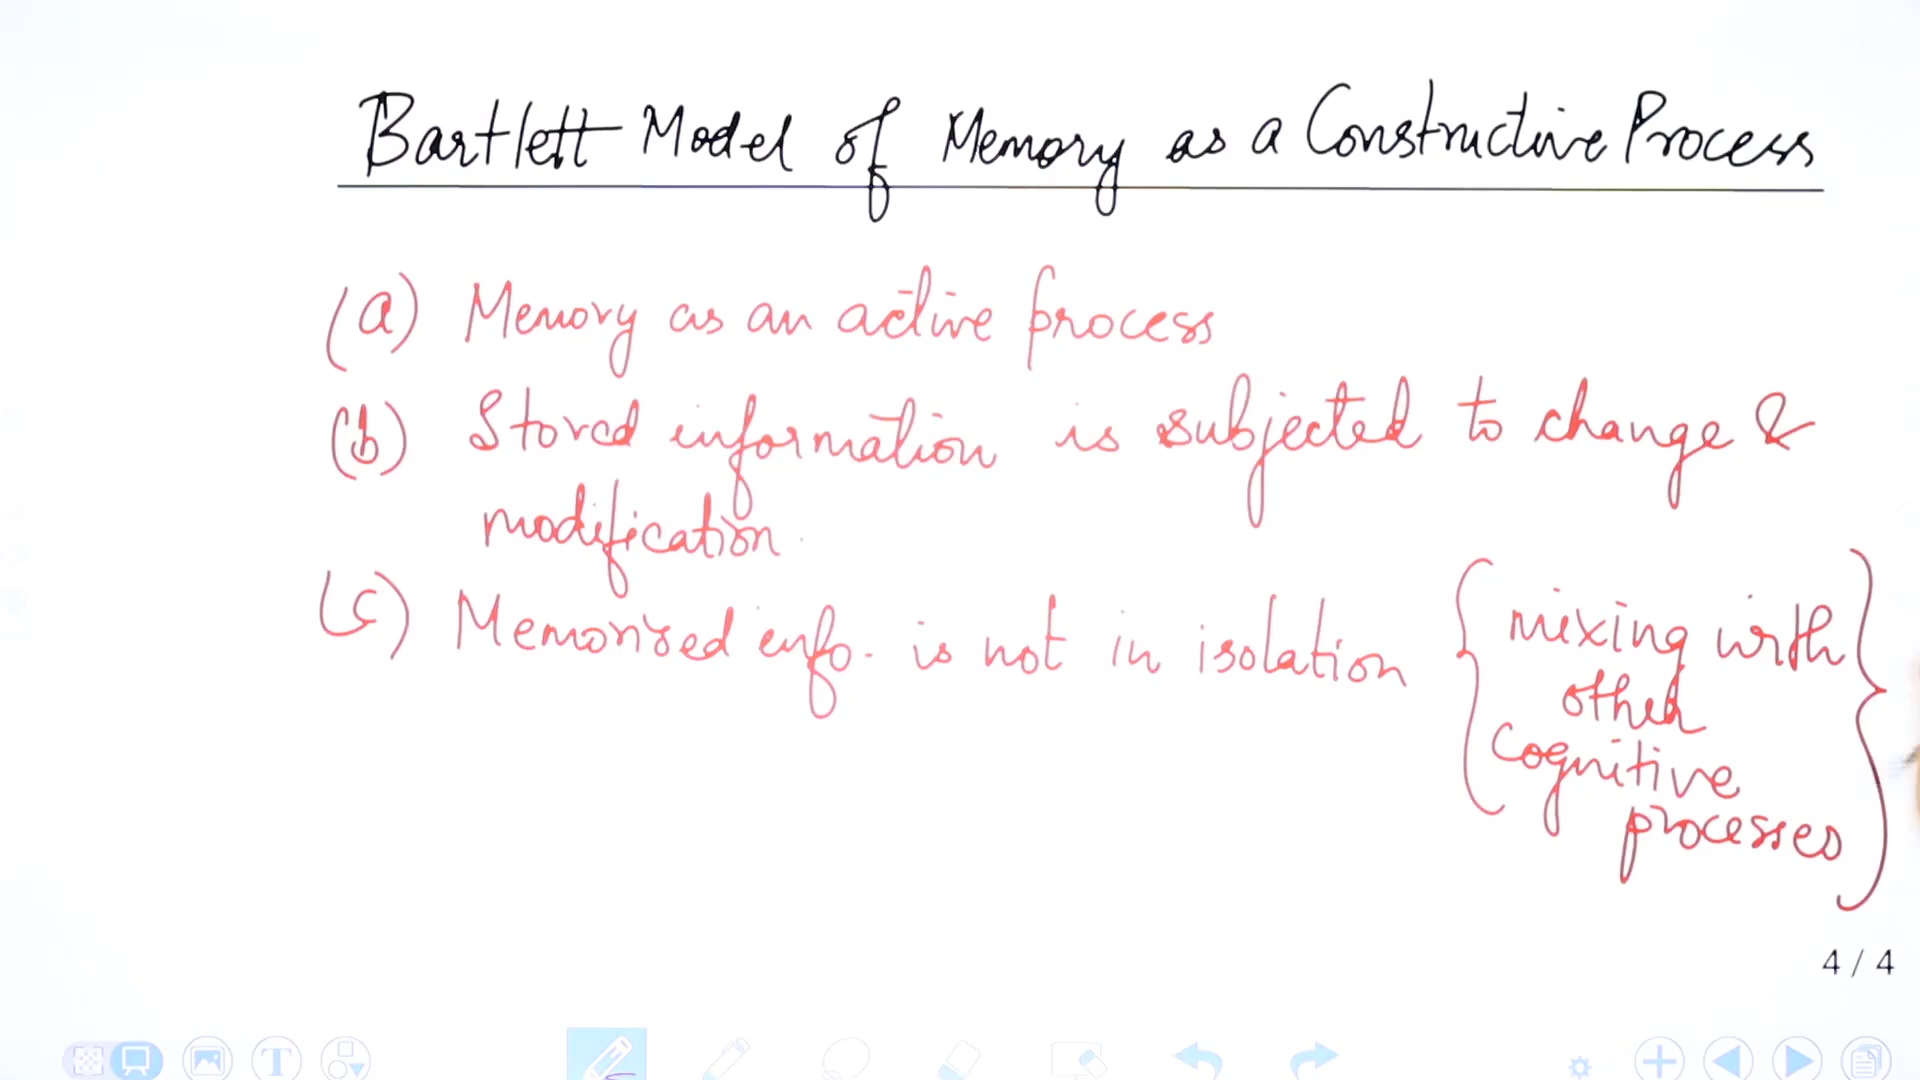 Bartlett Model of Memory as a Constructive Process
(a) Memory as an active process
(b) Stored information is subjected to change &
modification
(c) Memorised info. is not in isolation { mixing with
other
cognitive
processes }
4 / 4
T